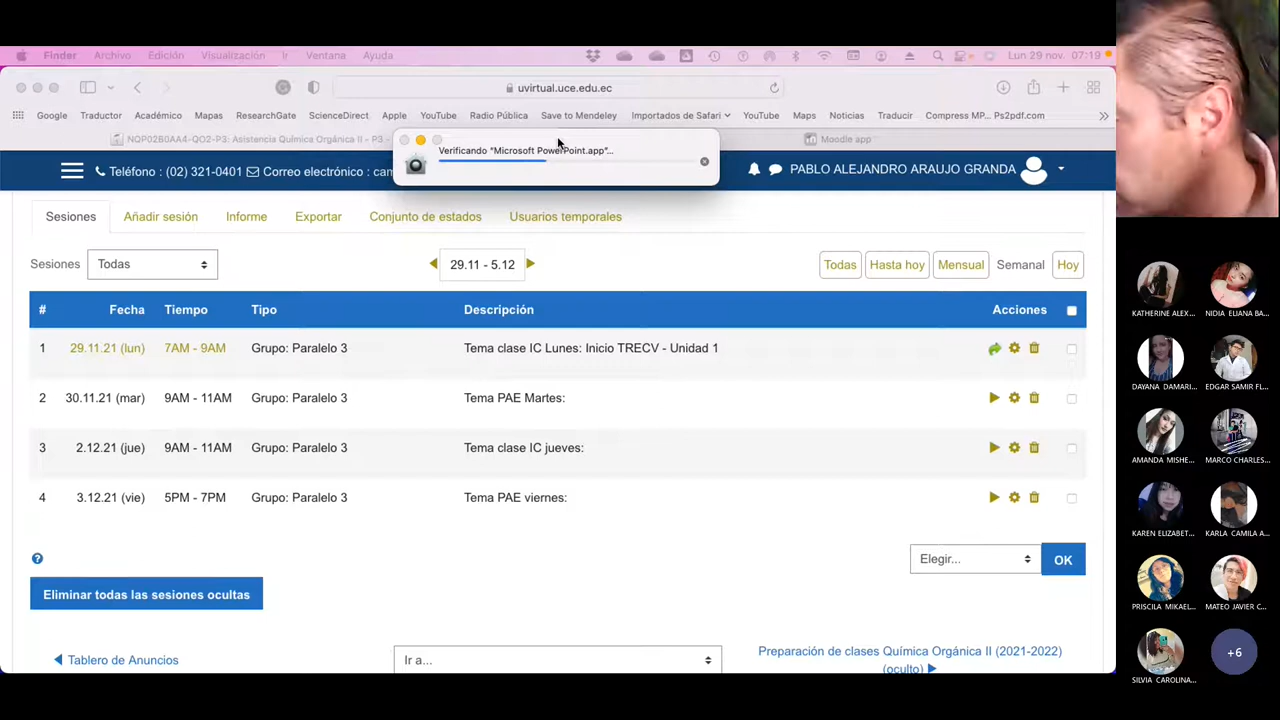 Finder Archivo Edición Visualización Ir Ventana Ayuda Lun 29 nov. 07:19
uvirtual.uce.edu.ec
Google Traductor Académico Mapas ResearchGate ScienceDirect Apple YouTube Radio Pública Save to Mendeley Importados de Safari YouTube Maps Noticias Traducir Compress MP... Ps2pdf.com
NQP02B0AA4-QO2-P3: Asistencia Química Orgánica II - P3 - Moodle app
Verificando “Microsoft PowerPoint.app”...
Teléfono : (02) 321-0401 Correo electrónico : cam PABLO ALEJANDRO ARAUJO GRANDA
Sesiones Añadir sesión Informe Exportar Conjunto de estados Usuarios temporales
Sesiones Todas 29.11 - 5.12 Todas Hasta hoy Mensual Semanal Hoy
# Fecha Tiempo Tipo Descripción Acciones
1 29.11.21 (lun) 7AM - 9AM Grupo: Paralelo 3 Tema clase IC Lunes: Inicio TRECV - Unidad 1
2 30.11.21 (mar) 9AM - 11AM Grupo: Paralelo 3 Tema PAE Martes:
3 2.12.21 (jue) 9AM - 11AM Grupo: Paralelo 3 Tema clase IC jueves:
4 3.12.21 (vie) 5PM - 7PM Grupo: Paralelo 3 Tema PAE viernes:
Elegir... OK
Eliminar todas las sesiones ocultas
Tablero de Anuncios Ir a... Preparación de clases Química Orgánica II (2021-2022)
(oculto)
KATHERINE ALEX... NIDIA ELIANA BA...
DAYANA DAMARI... EDGAR SAMIR FL...
AMANDA MISHE... MARCO CHARLES...
KAREN ELIZABET... KARLA CAMILA A...
PRISCILA MIKAEL... MATEO JAVIER C...
SILVIA CAROLINA... +6